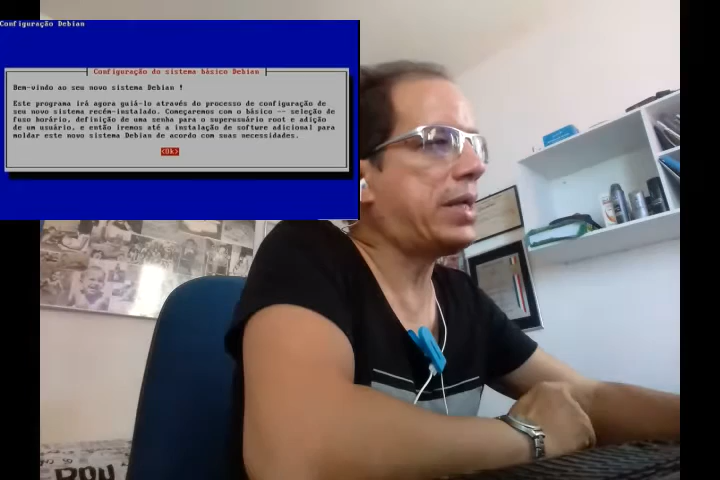 Configuração Debian
Configuração do sistema básico Debian
Bem-vindo ao seu novo sistema Debian !
Este programa irá agora guiá-lo através do processo de configuração de
seu novo sistema recém-instalado. Começaremos com o básico -- seleção de
fuso horário, definição de uma senha para o superusuário root e adição
de um usuário, e então iremos até a instalação de softwre adicional para
moldar este novo sistema Debian de acordo com suas necessidades.
<Ok>